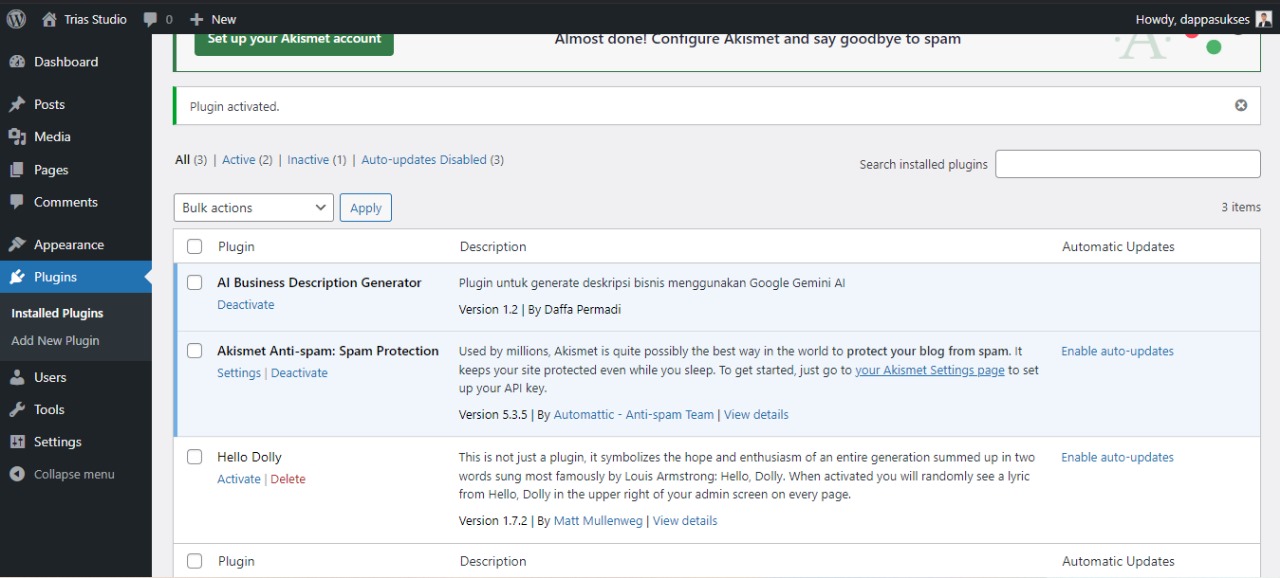 Trias Studio
0
New
Howdy, dappasukses
Dashboard
Posts
Media
Pages
Comments
Appearance
Plugins
Installed Plugins
Add New Plugin
Users
Tools
Settings
Collapse menu
Set up your Akismet account
Almost done! Configure Akismet and say goodbye to spam
Plugin activated.
All (3) | Active (2) | Inactive (1) | Auto-updates Disabled (3)
Search installed plugins
Bulk actions
Apply
3 items
Plugin
Description
Automatic Updates
AI Business Description Generator
Deactivate
Plugin untuk generate deskripsi bisnis menggunakan Google Gemini AI
Version 1.2 | By Daffa Permadi
Akismet Anti-spam: Spam Protection
Settings | Deactivate
Used by millions, Akismet is quite possibly the best way in the world to protect your blog from spam. It
keeps your site protected even while you sleep. To get started, just go to your Akismet Settings page to set
up your API key.
Version 5.3.5 | By Automattic - Anti-spam Team | View details
Enable auto-updates
Hello Dolly
Activate | Delete
This is not just a plugin, it symbolizes the hope and enthusiasm of an entire generation summed up in two
words sung most famously by Louis Armstrong: Hello, Dolly. When activated you will randomly see a lyric
from Hello, Dolly in the upper right of your admin screen on every page.
Version 1.7.2 | By Matt Mullenweg | View details
Enable auto-updates
Plugin
Description
Automatic Updates